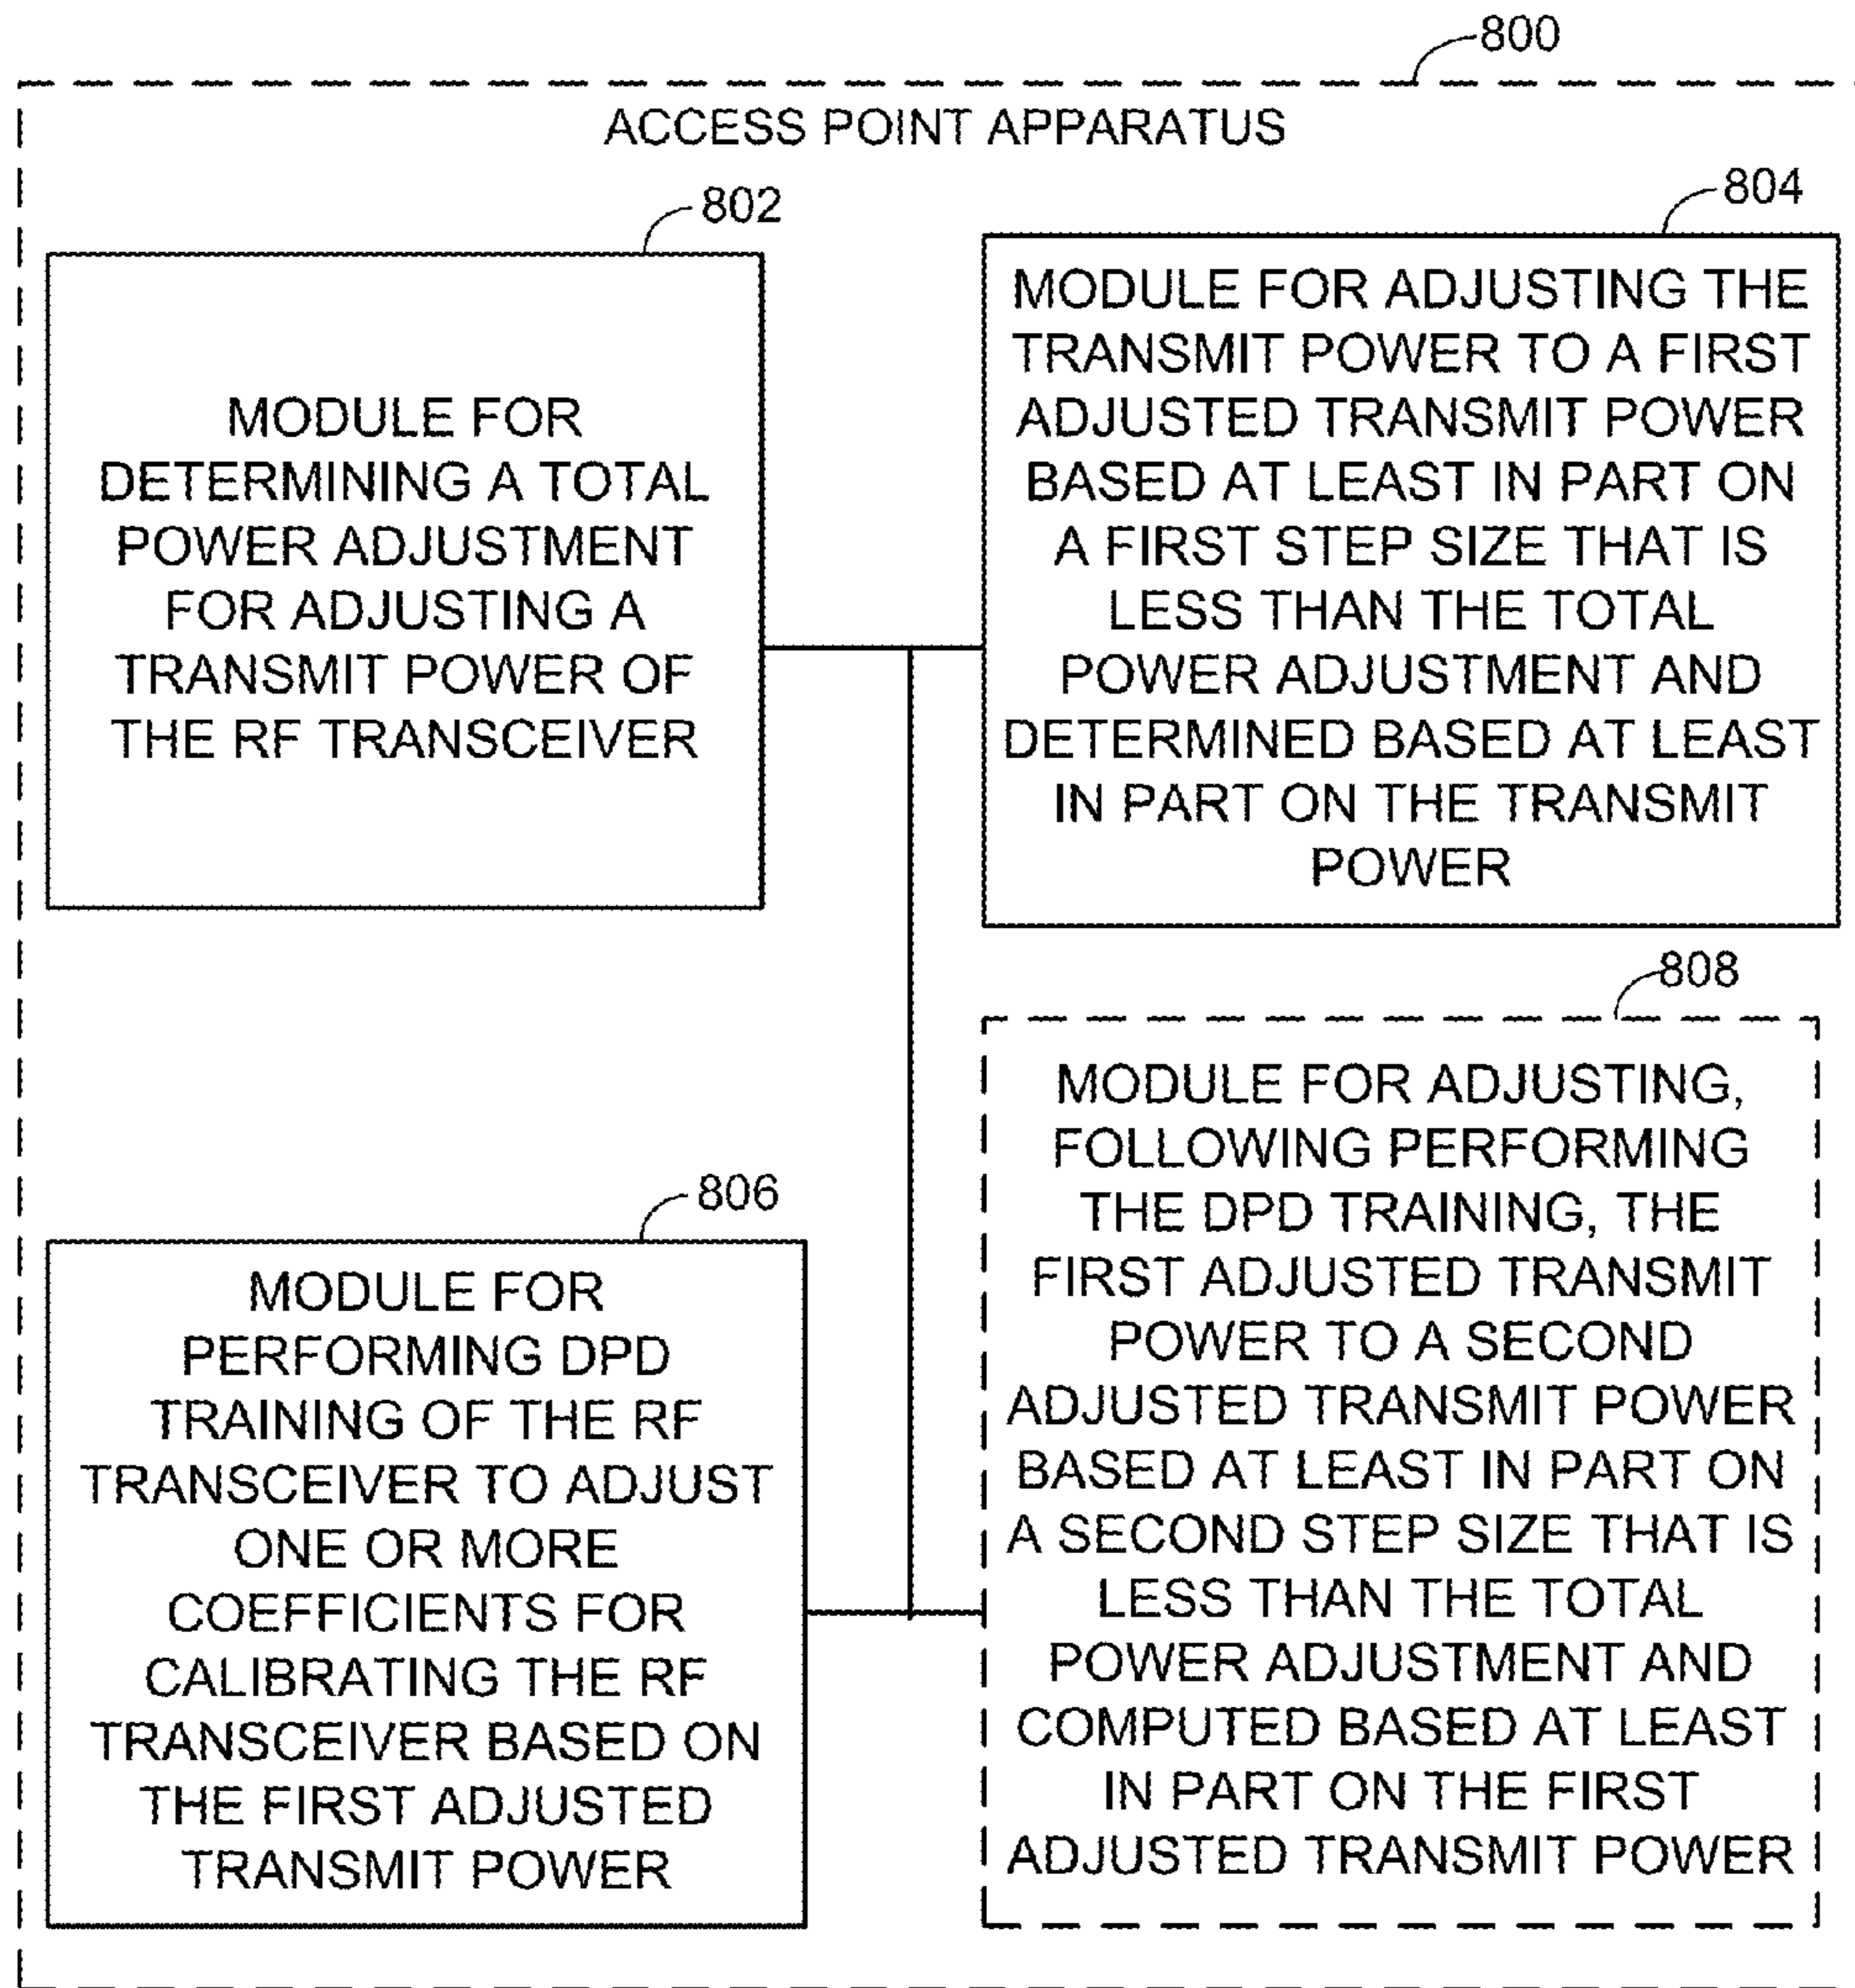 800
ACCESS POINT APPARATUS
802
MODULE FOR
DETERMINING A TOTAL
POWER ADJUSTMENT
FOR ADJUSTING A
TRANSMIT POWER OF
THE RF TRANSCEIVER
804
MODULE FOR ADJUSTING THE
TRANSMIT POWER TO A FIRST
ADJUSTED TRANSMIT POWER
BASED AT LEAST IN PART ON
A FIRST STEP SIZE THAT IS
LESS THAN THE TOTAL
POWER ADJUSTMENT AND
DETERMINED BASED AT LEAST
IN PART ON THE TRANSMIT
POWER
806
MODULE FOR
PERFORMING DPD
TRAINING OF THE RF
TRANSCEIVER TO ADJUST
ONE OR MORE
COEFFICIENTS FOR
CALIBRATING THE RF
TRANSCEIVER BASED ON
THE FIRST ADJUSTED
TRANSMIT POWER
808
MODULE FOR ADJUSTING,
FOLLOWING PERFORMING
THE DPD TRAINING, THE
FIRST ADJUSTED TRANSMIT
POWER TO A SECOND
ADJUSTED TRANSMIT POWER
BASED AT LEAST IN PART ON
A SECOND STEP SIZE THAT IS
LESS THAN THE TOTAL
POWER ADJUSTMENT AND
COMPUTED BASED AT LEAST
IN PART ON THE FIRST
ADJUSTED TRANSMIT POWER